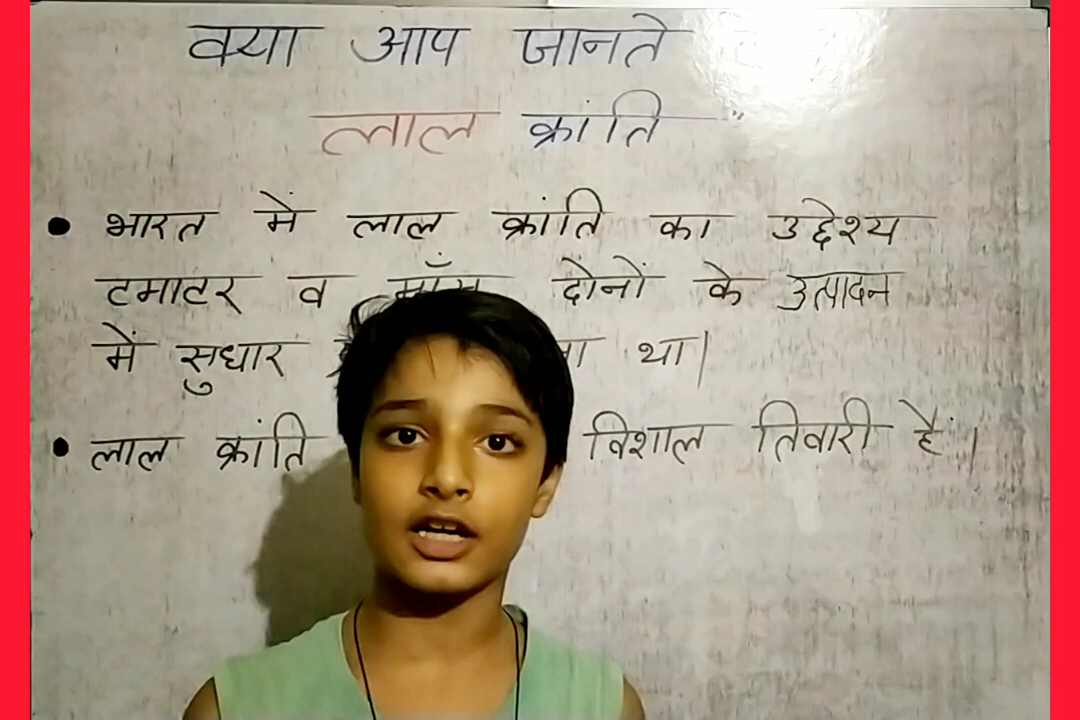 क्या आप जानते
लाल क्रांति "
• भारत में लाल क्रांति का उद्देश्य
टमाटर व दोनों के उत्पादन
में सुधार था|
• लाल क्रांति विशाल तिवारी है |